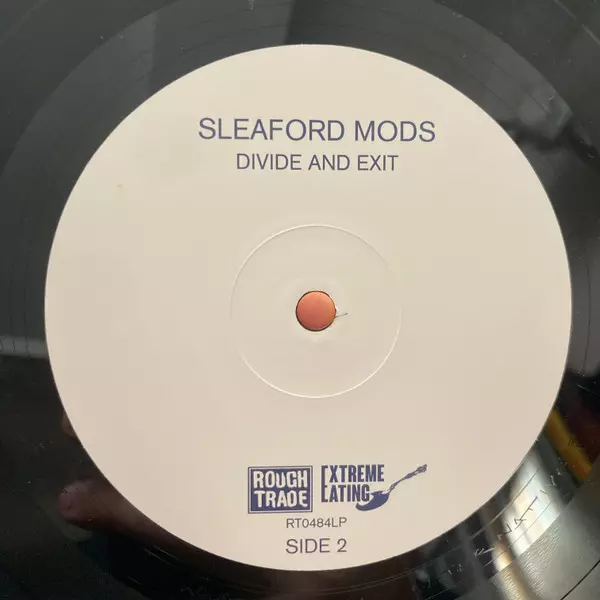 SLEAFORD MODS
DIVIDE AND EXIT
ROUGH TRADE
EXTREME EATING
RT0484LP
SIDE 2